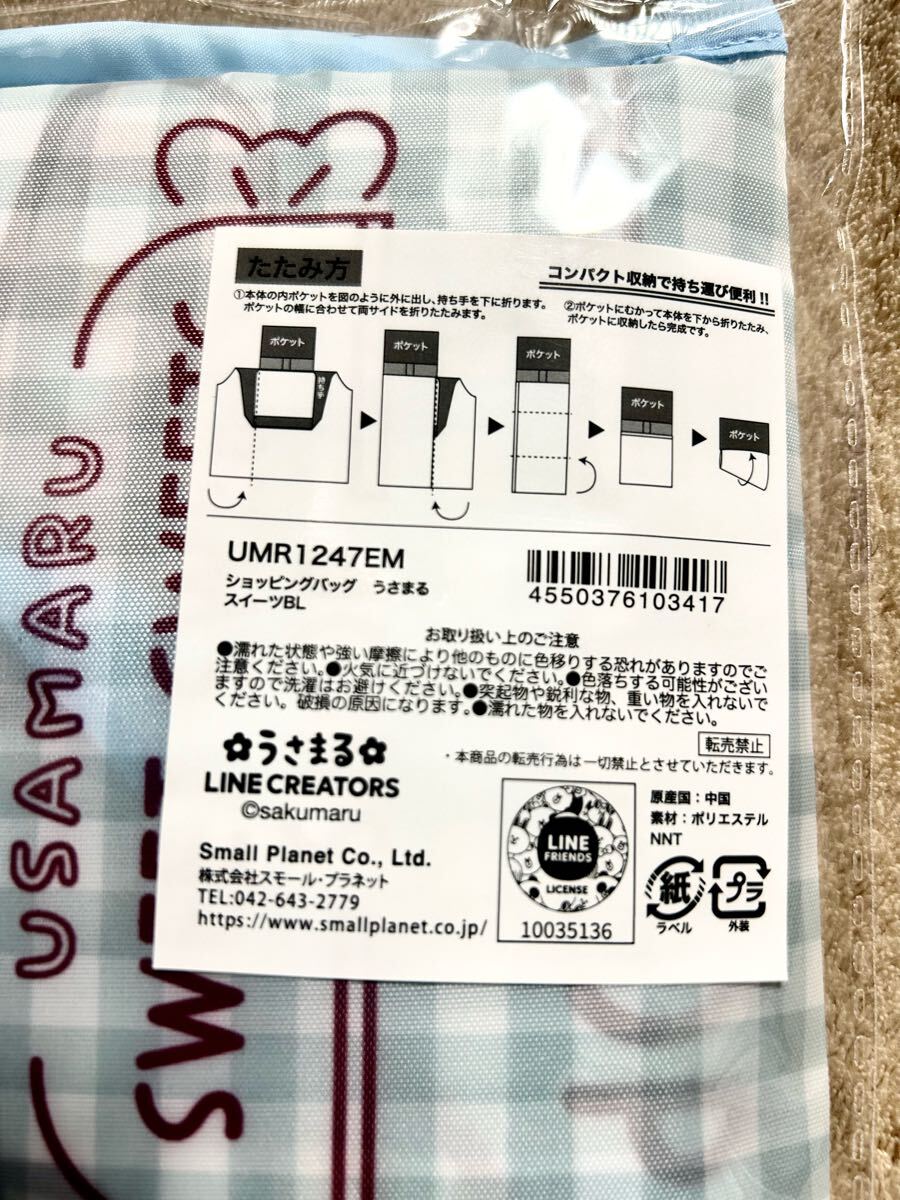 たたみ方
コンパクト収納で持ち運び便利!!
①本体の内ポケットを図のように外に出し、持ち手を下に折ります。
ポケットの幅に合わせて両サイドを折りたたみます。
②ポケットにむかって本体を下から折りたたみ、
ポケットに収納したら完成です。
ポケット
持ち手
ポケット
ポケット
ポケット
ポケット
UMR1247EM
ショッピングバッグ うさまる
スイーツBL
4550376103417
お取り扱い上のご注意
●濡れた状態や強い摩擦により他のものに色移りする恐れがありますのでご
注意ください。●火気に近づけないでください。●色落ちする可能性がござい
ますので洗濯はお避けください。●突起物や鋭利な物、重い物を入れないで
ください。破損の原因になります。●濡れた物を入れないでください。
転売禁止
・本商品の転売行為は一切禁止とさせていただきます。
✿うさまる✿
LINE CREATORS
©sakumaru
Small Planet Co., Ltd.
株式会社スモール・プラネット
TEL:042-643-2779
https://www.smallplanet.co.jp/
LINE
FRIENDS
LICENSE
10035136
原産国：中国
素材：ポリエステル
NNT
紙
ラベル
プラ
外装
USAMARU